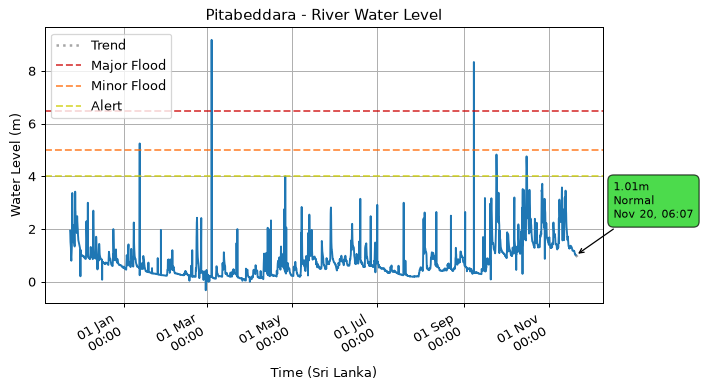 Pitabeddara - River Water Level
Trend
Major Flood
Minor Flood
Alert
Water Level (m)
8
6
4
2
0
1.01m
Normal
Nov 20, 06:07
01 Jan
00:00
01 Mar
00:00
01 May
00:00
01 Jul
00:00
01 Sep
00:00
01 Nov
00:00
Time (Sri Lanka)